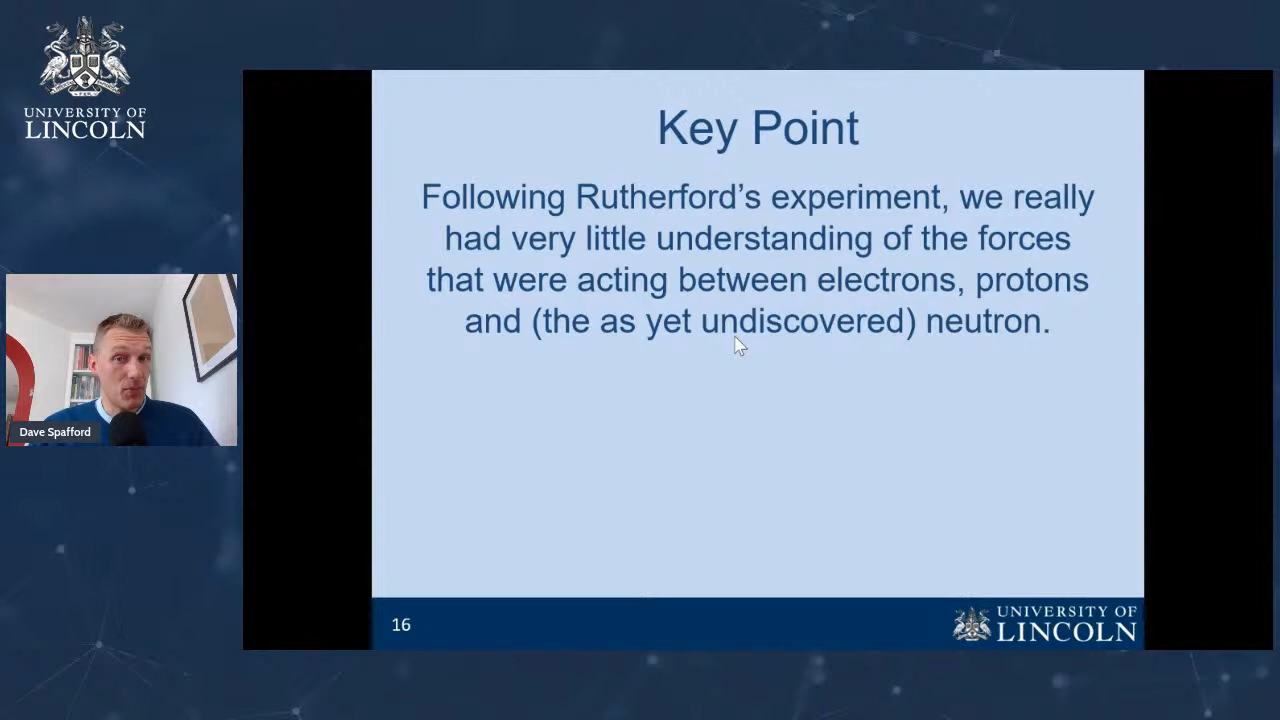 UNIVERSITY OF
LINCOLN
Key Point
Following Rutherford’s experiment, we really
had very little understanding of the forces
that were acting between electrons, protons
and (the as yet undiscovered) neutron.
Dave Spafford
16
UNIVERSITY OF
LINCOLN